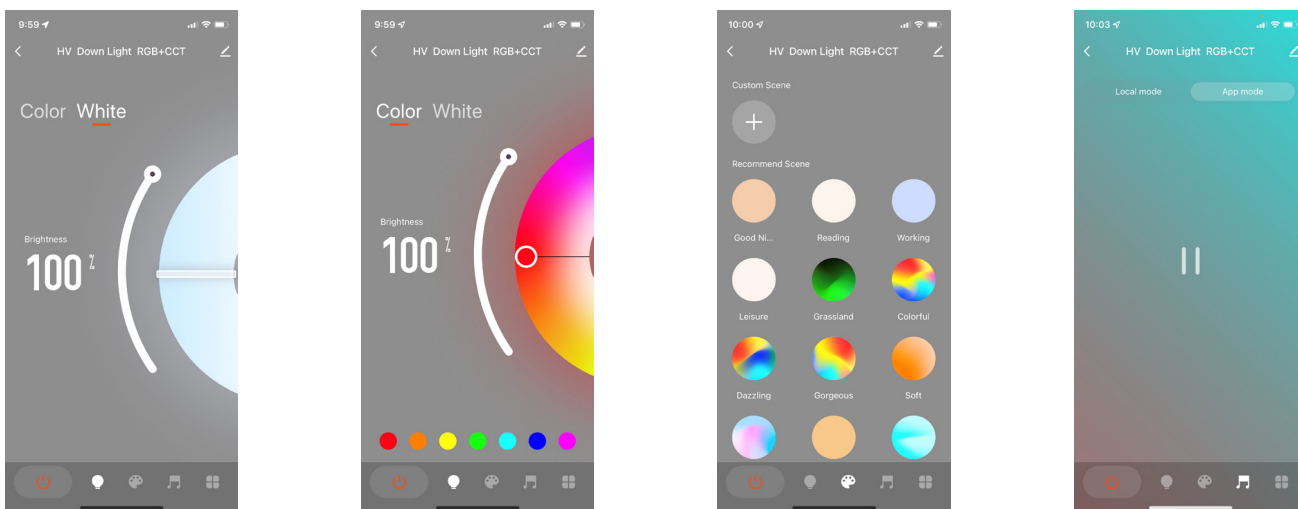 9:59
HV Down Light RGB+CCT
Color White
Brightness
100 %
9:59
HV Down Light RGB+CCT
Color White
Brightness
100 %
10:00
HV Down Light RGB+CCT
Custom Scene
Recommend Scene
Good Ni... Reading Working
Leisure Grassland Colorful
Dazzling Gorgeous Soft
10:03
HV Down Light RGB+CCT
Local mode App mode